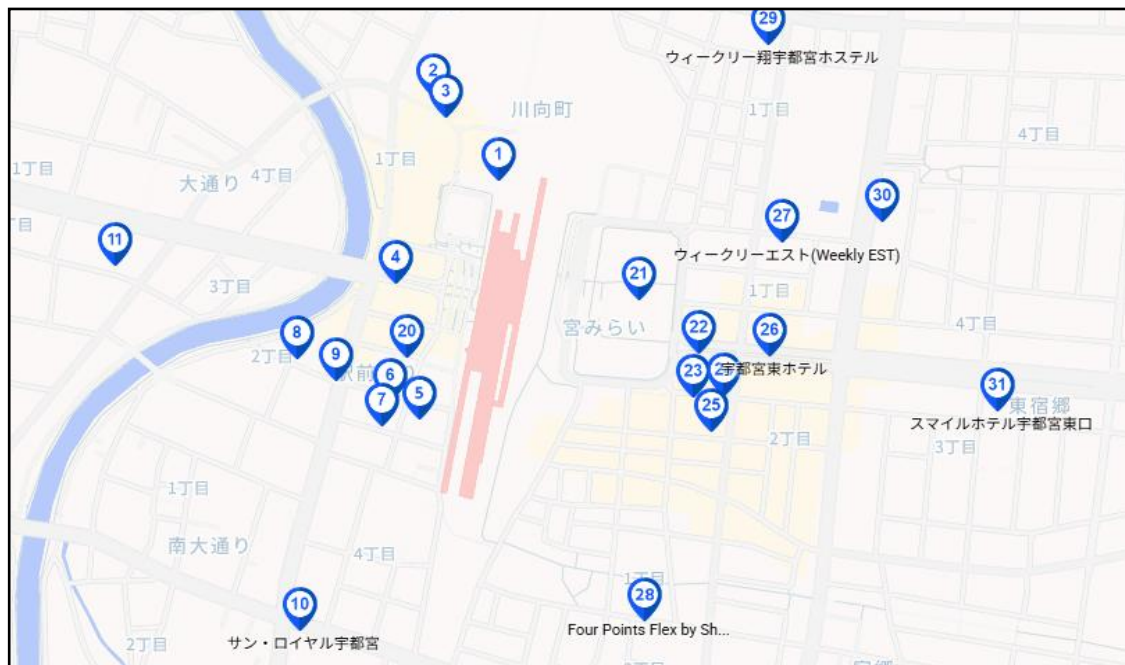 29
ウィークリー翔宇都宮ホステル
2
3
川向町
1丁目
4丁目
1
1丁目
1丁目
大通り
4丁目
30
27
11
4
ウィークリーエスト(Weekly EST)
21
3丁目
1丁目
宮みらい
22
26
4丁目
8
20
9
2丁目
宇都宮東ホテル
23
6
5
7
25
31
東宿郷
スマイルホテル宇都宮東口
2丁目
3丁目
1丁目
南大通り
4丁目
1丁目
28
10
Four Points Flex by Sh...
サン・ロイヤル宇都宮
2丁目